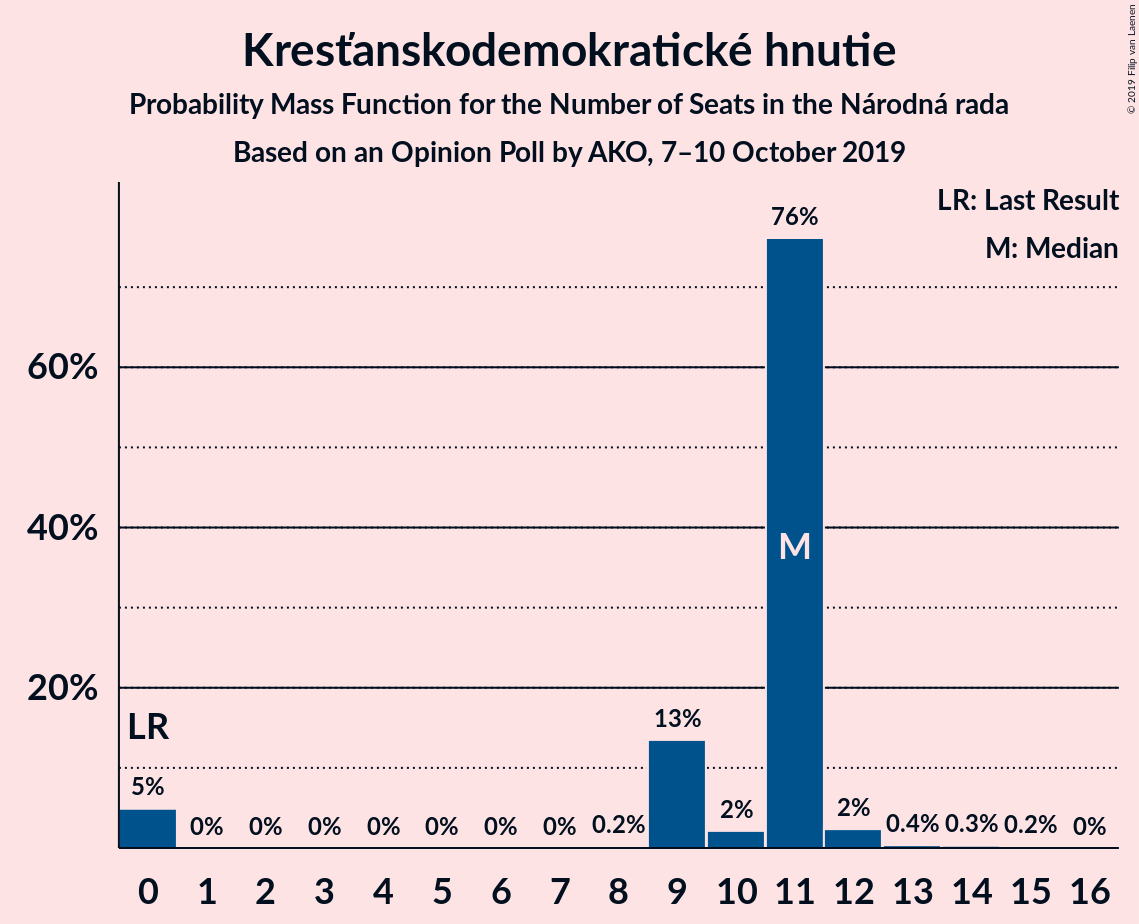 Kresťanskodemokratické hnutie
Probability Mass Function for the Number of Seats in the Národná rada
Based on an Opinion Poll by AKO, 7–10 October 2019
© 2019 Filip van Laenen
LR: Last Result
M: Median
76%
60%
40%
M
20%
LR
13%
5%
0%
0%
0%
0%
0%
0%
0%
0.2%
2%
2%
0.4%
0.3%
0.2%
0%
0 1 2 3 4 5 6 7 8 9 10 11 12 13 14 15 16